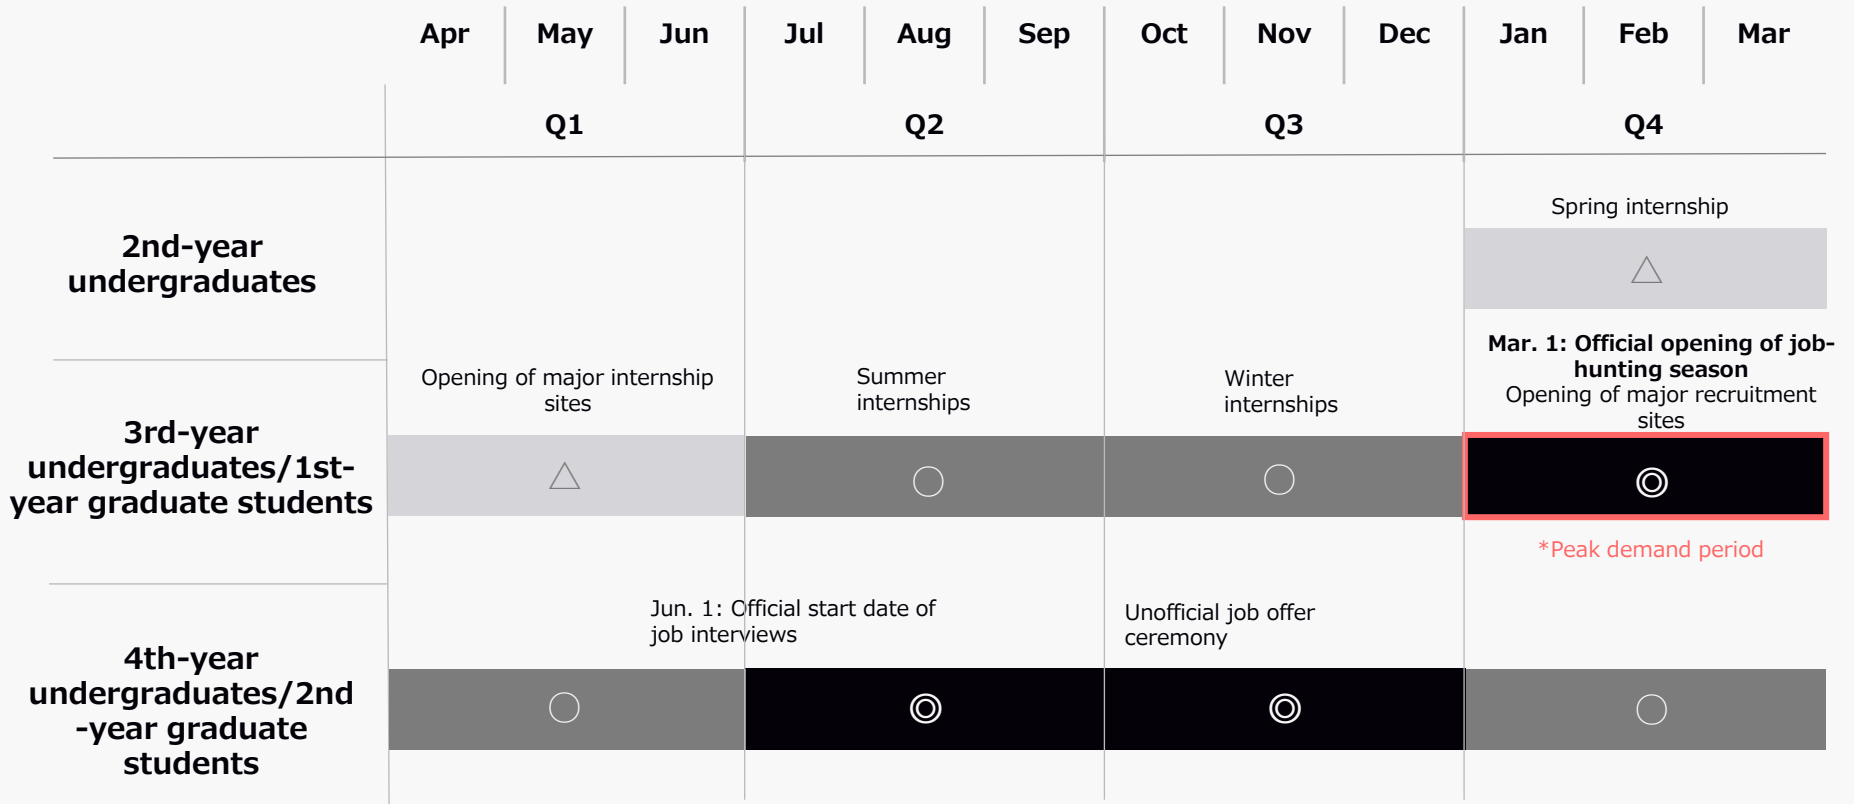 Apr May Jun Jul Aug Sep Oct Nov Dec Jan Feb Mar
Q1 Q2 Q3 Q4
2nd-year
undergraduates
Spring internship
△
3rd-year
undergraduates/1st-
year graduate students
Opening of major internship
sites
△
Summer
internships
○
Winter
internships
○
Mar. 1: Official opening of job-
hunting season
Opening of major recruitment
sites
◎
*Peak demand period
4th-year
undergraduates/2nd
-year graduate
students
Jun. 1: Official start date of
job interviews
Unofficial job offer
ceremony
○ ◎ ◎ ○